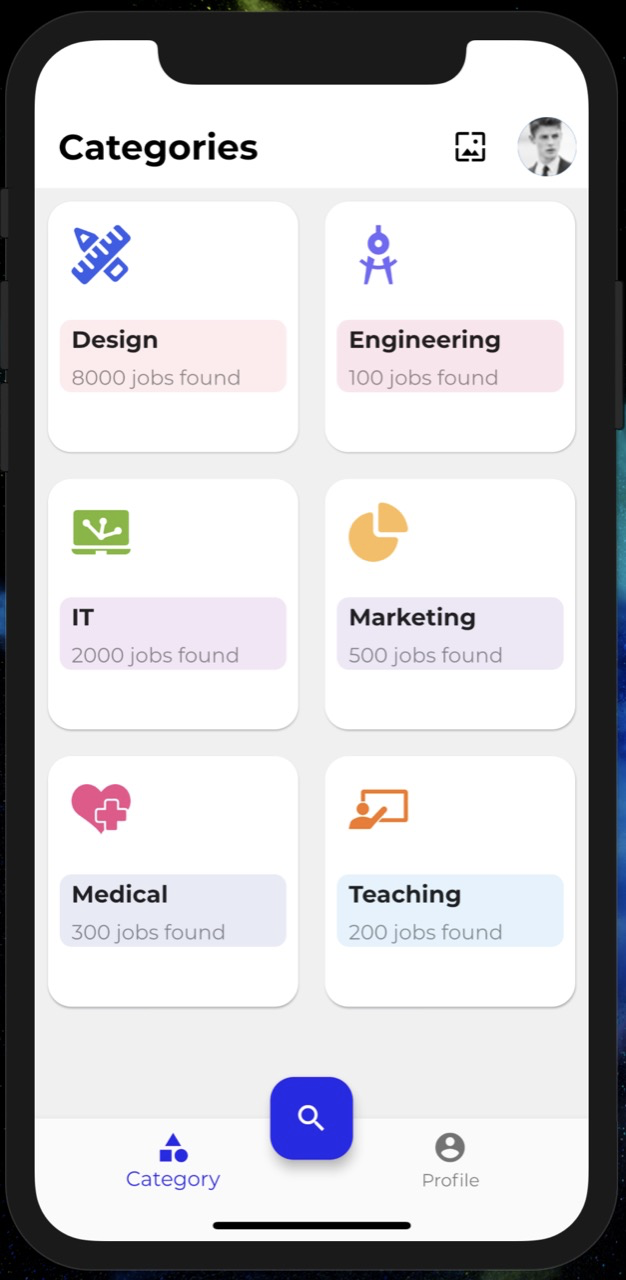 Categories
Design
8000 jobs found
Engineering
100 jobs found
IT
2000 jobs found
Marketing
500 jobs found
Medical
300 jobs found
Teaching
200 jobs found
Category
Profile